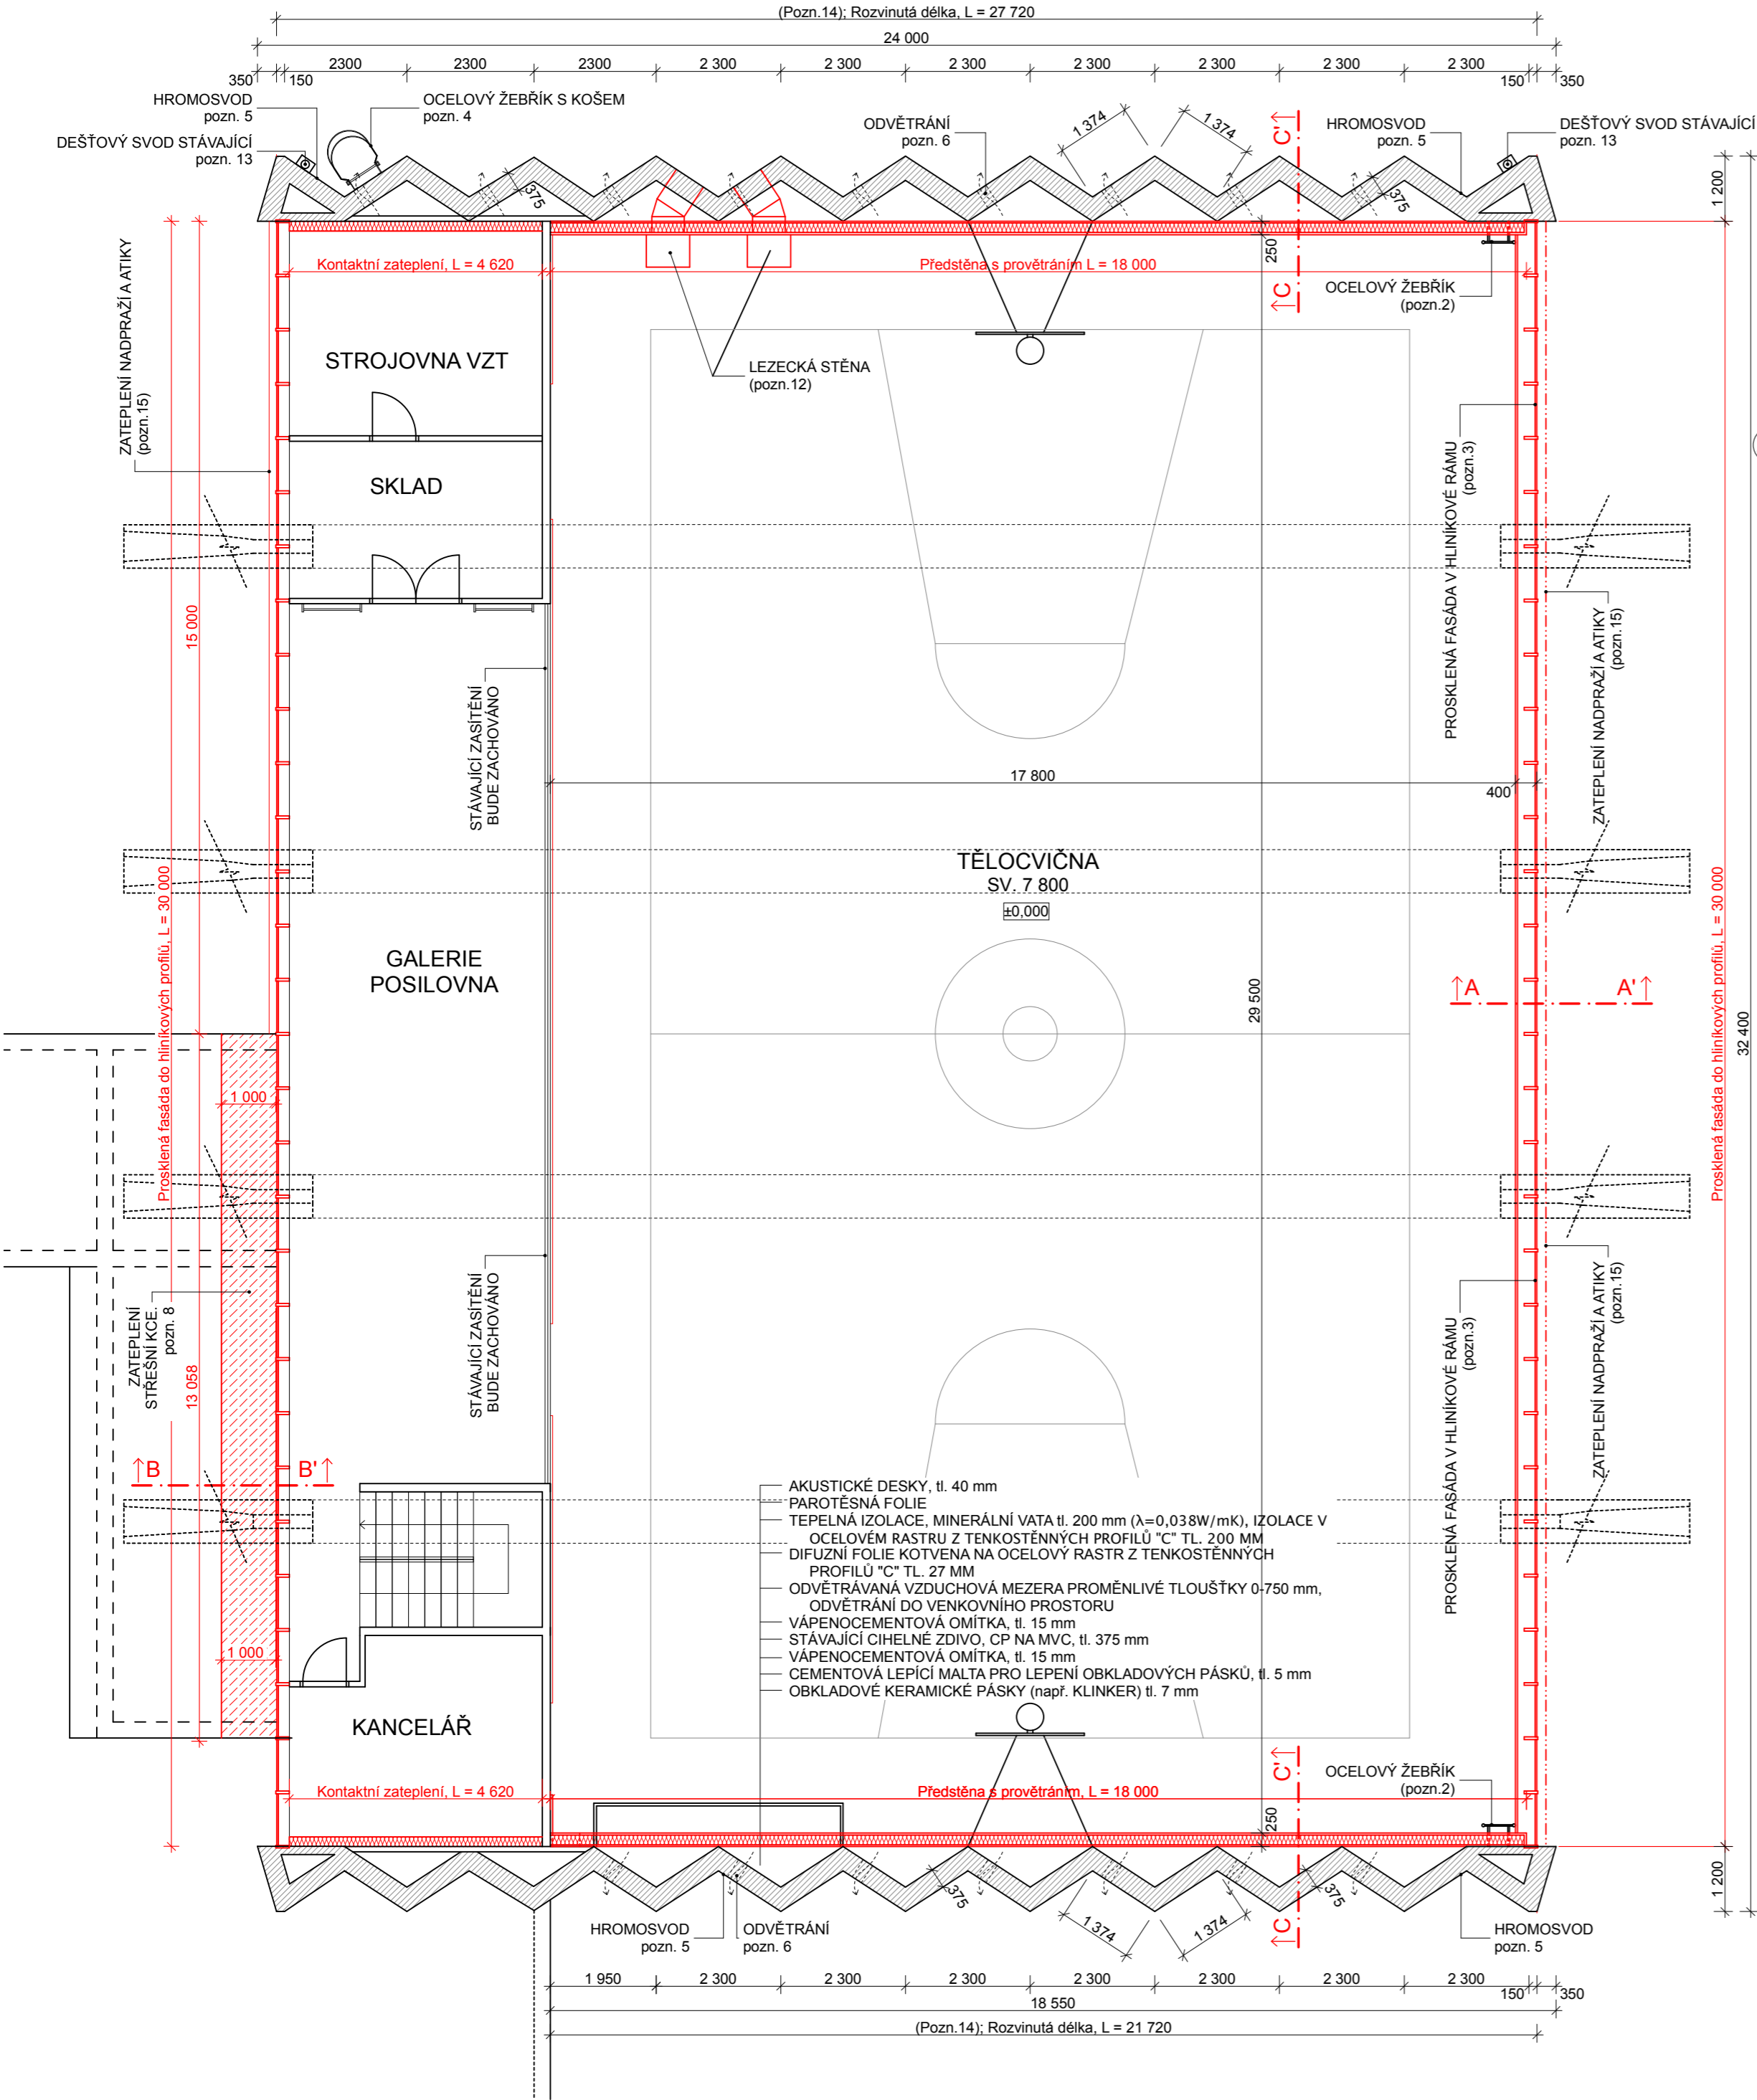 (Pozn.14); Rozvinutá délka, L = 27 720
24 000
350 150 2300 2300 2300 2 300 2 300 2 300 2 300 2 300 2 300 2 300 150 350
HROMOSVOD
pozn. 5
OCELOVÝ ŽEBŘÍK S KOŠEM
pozn. 4
DEŠŤOVÝ SVOD STÁVAJÍCÍ
pozn. 13
ODVĚTRÁNÍ
pozn. 6
1 374
1 374
C'
HROMOSVOD
pozn. 5
DEŠŤOVÝ SVOD STÁVAJÍCÍ
pozn. 13
375
375
1 200
250
Kontaktní zateplení, L = 4 620
Předstěna s provětráním L = 18 000
C
OCELOVÝ ŽEBŘÍK
(pozn.2)
ZATEPLENÍ NADPRAŽÍ A ATIKY
(pozn.15)
STROJOVNA VZT
LEZECKÁ STĚNA
(pozn.12)
SKLAD
PROSKLENÁ FASÁDA V HLINÍKOVÉ RÁMU
(pozn.3)
15 000
STÁVAJÍCÍ ZASÍTĚNÍ
BUDE ZACHOVÁNO
ZATEPLENÍ NADPRAŽÍ A ATIKY
(pozn.15)
17 800
400
TĚLOCVIČNA
SV. 7 800
±0,000
GALERIE
POSILOVNA
29 500
A
A'
32 400
Prosklená fasáda do hliníkových profilů, L = 30 000
Prosklená fasáda do hliníkových profilů, L = 30 000
1 000
ZATEPLENÍ
STŘEŠNÍ KCE.
pozn. 8
13 058
STÁVAJÍCÍ ZASÍTĚNÍ
BUDE ZACHOVÁNO
PROSKLENÁ FASÁDA V HLINÍKOVÉ RÁMU
(pozn.3)
ZATEPLENÍ NADPRAŽÍ A ATIKY
(pozn.15)
B
B'
AKUSTICKÉ DESKY, tl. 40 mm
PAROTĚSNÁ FOLIE
TEPELNÁ IZOLACE, MINERÁLNÍ VATA tl. 200 mm (λ=0,038W/mK), IZOLACE V
OCELOVÉM RASTRU Z TENKOSTĚNNÝCH PROFILŮ "C" TL. 200 MM
DIFUZNÍ FOLIE KOTVENA NA OCELOVÝ RASTR Z TENKOSTĚNNÝCH
PROFILŮ "C" TL. 27 MM
ODVĚTRÁVANÁ VZDUCHOVÁ MEZERA PROMĚNLIVÉ TLOUŠŤKY 0-750 mm,
ODVĚTRÁNÍ DO VENKOVNÍHO PROSTORU
VÁPENOCEMENTOVÁ OMÍTKA, tl. 15 mm
STÁVAJÍCÍ CIHELNÉ ZDIVO, CP NA MVC, tl. 375 mm
VÁPENOCEMENTOVÁ OMÍTKA, tl. 15 mm
CEMENTOVÁ LEPÍCÍ MALTA PRO LEPENÍ OBKLADOVÝCH PÁSKŮ, tl. 5 mm
OBKLADOVÉ KERAMICKÉ PÁSKY (např. KLINKER) tl. 7 mm
1 000
KANCELÁŘ
C'
OCELOVÝ ŽEBŘÍK
(pozn.2)
Kontaktní zateplení, L = 4 620
Předstěna s provětráním, L = 18 000
250
375
375
1 200
1 374
1 374
C
HROMOSVOD
pozn. 5
ODVĚTRÁNÍ
pozn. 6
HROMOSVOD
pozn. 5
1 950 2 300 2 300 2 300 2 300 2 300 2 300 2 300 150 350
18 550
(Pozn.14); Rozvinutá délka, L = 21 720